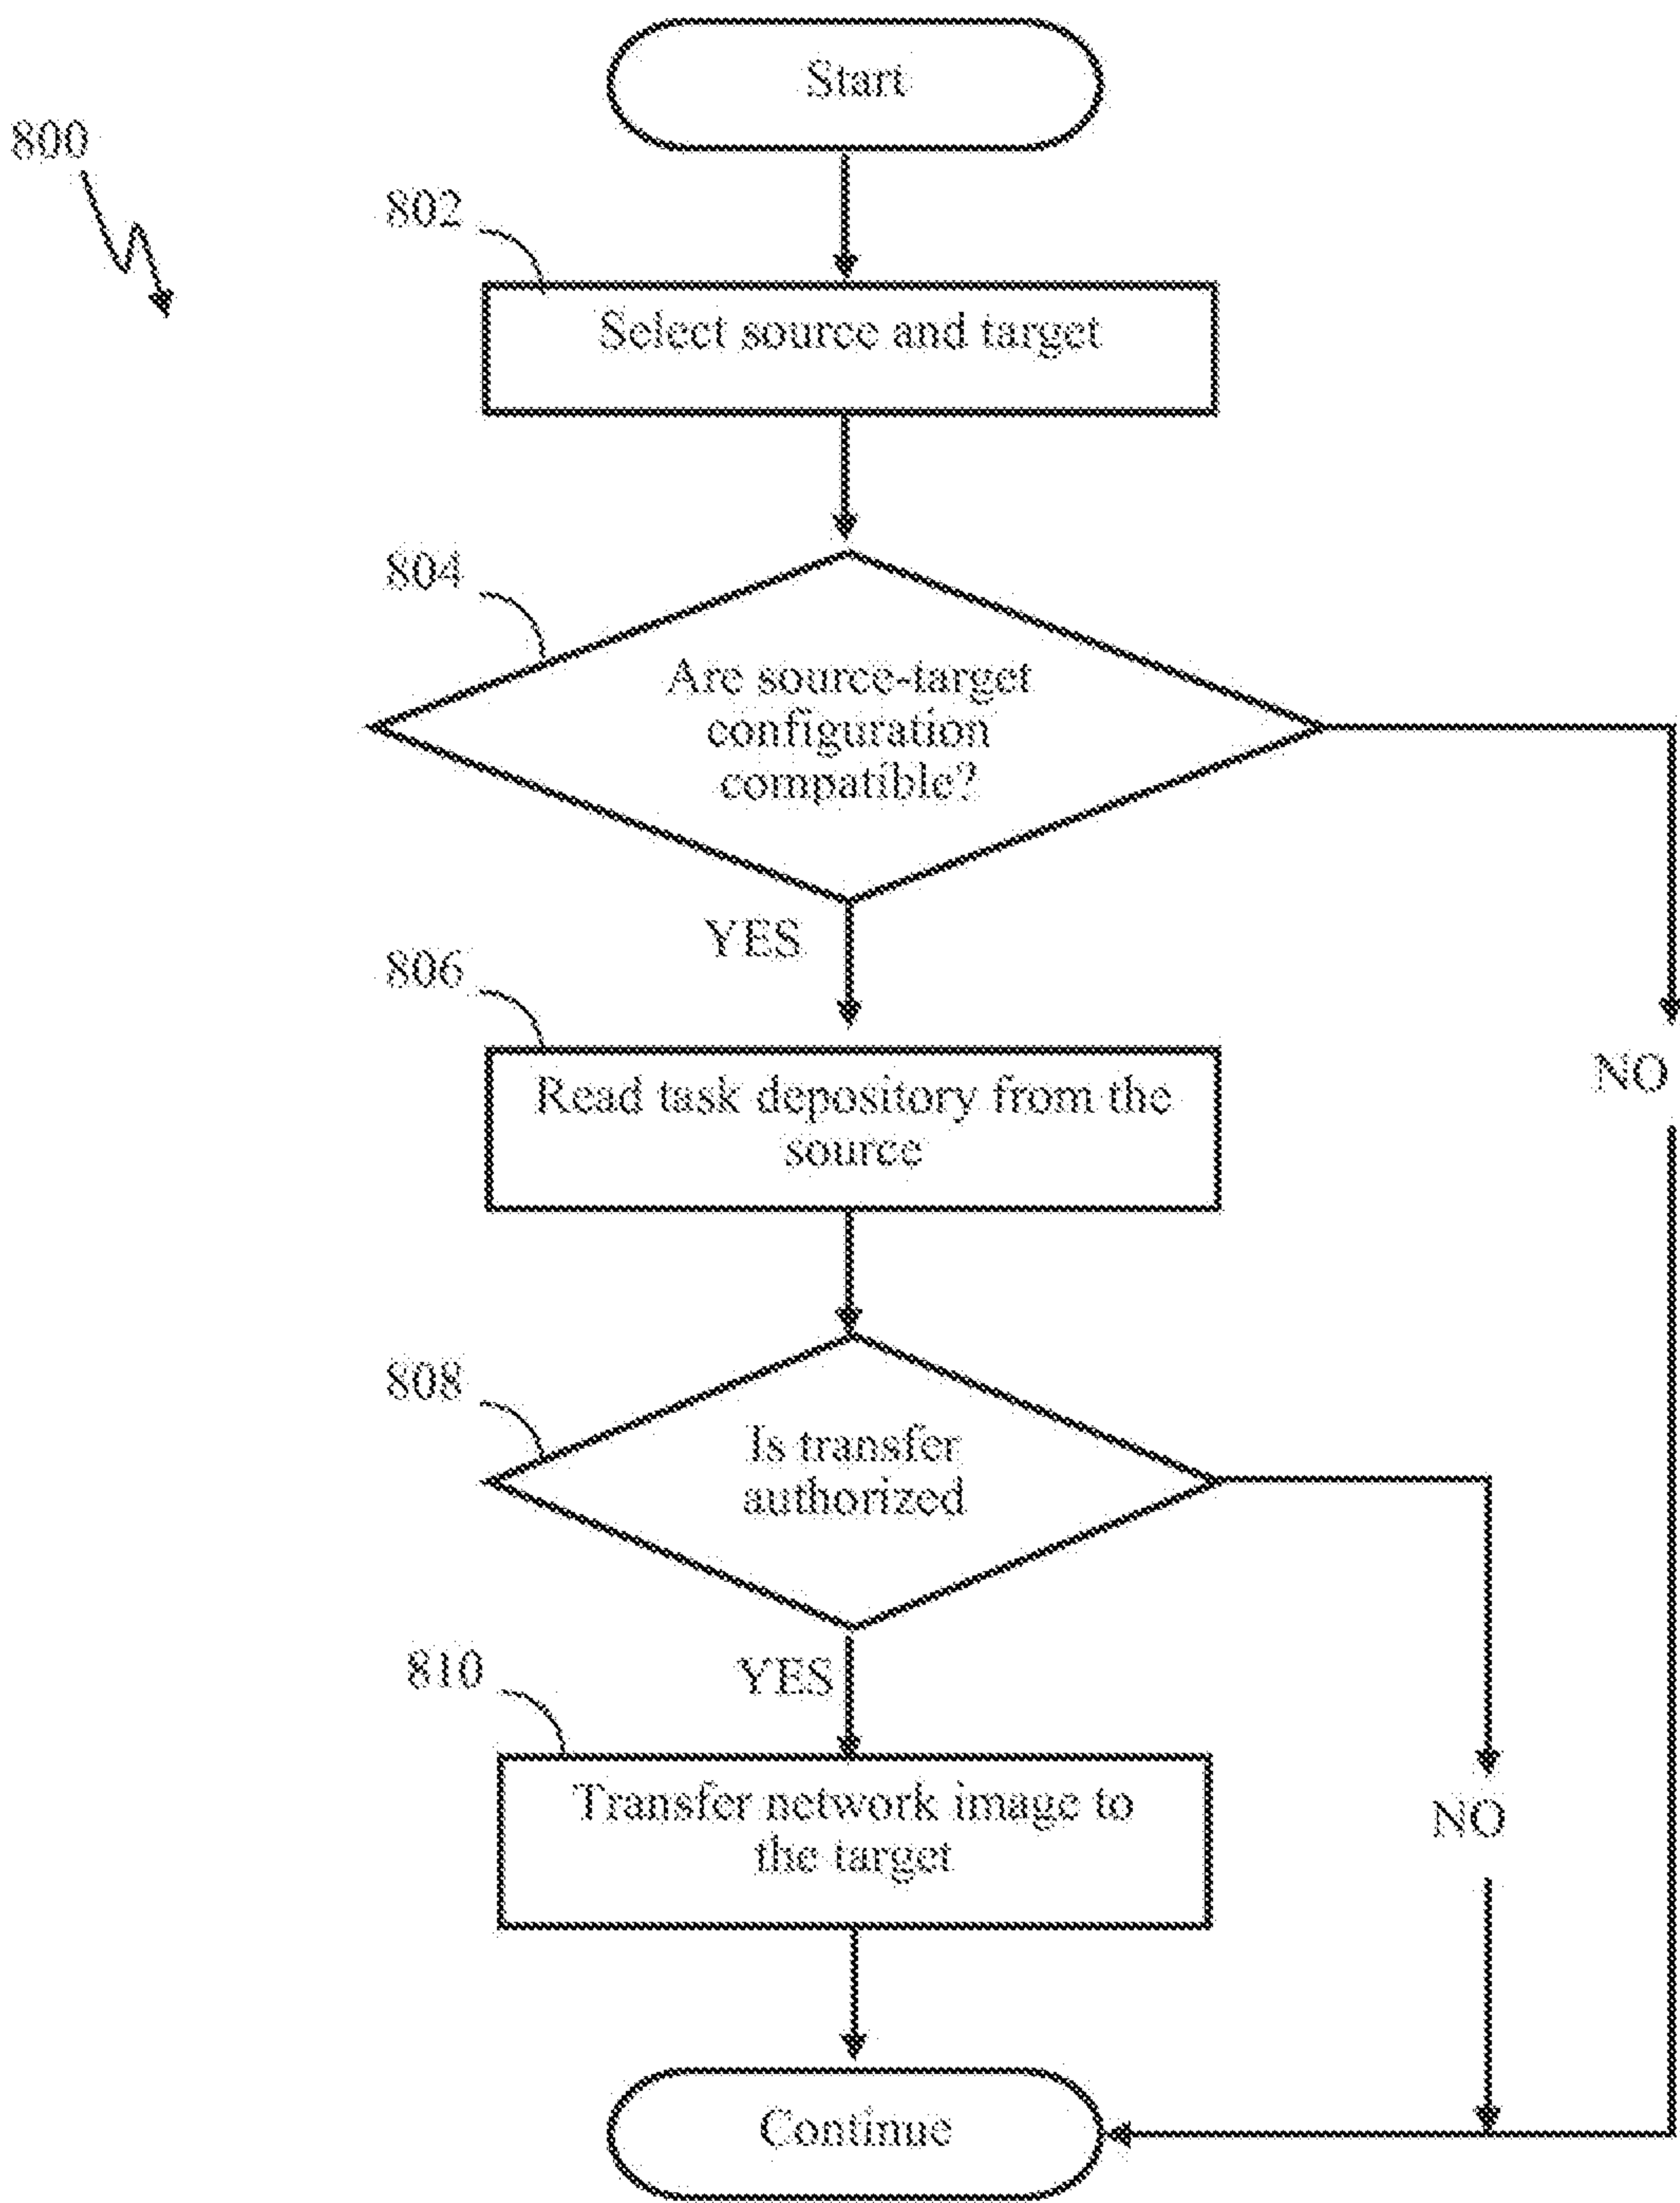 Start
800
802
Select source and target
804
Are source-target
configuration
compatible?
YES
806
NO
Read task depository from the
source
808
Is transfer
authorized
810
YES
Transfer network image to
the target
NO
Continue